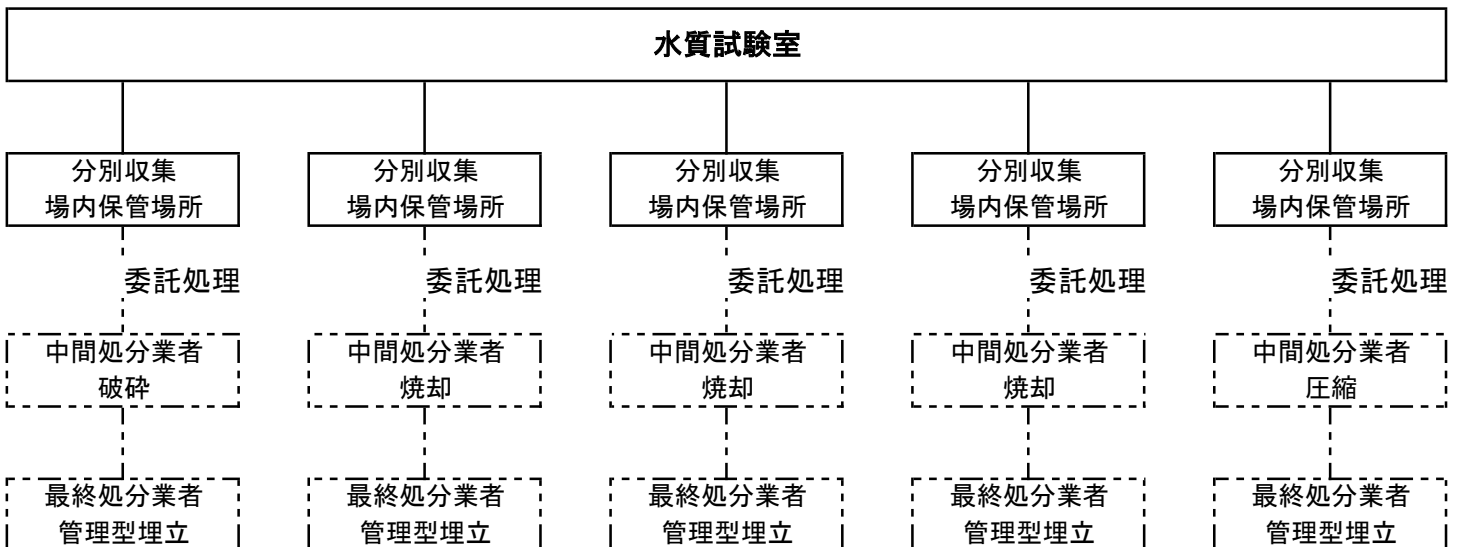 水質試験室
分別収集 分別収集 分別収集 分別収集 分別収集
場内保管場所 場内保管場所 場内保管場所 場内保管場所 場内保管場所
委託処理 委託処理 委託処理 委託処理 委託処理
中間処分業者 中間処分業者 中間処分業者 中間処分業者 中間処分業者
破砕 焼却 焼却 焼却 圧縮
最終処分業者 最終処分業者 最終処分業者 最終処分業者 最終処分業者
管理型埋立 管理型埋立 管理型埋立 管理型埋立 管理型埋立